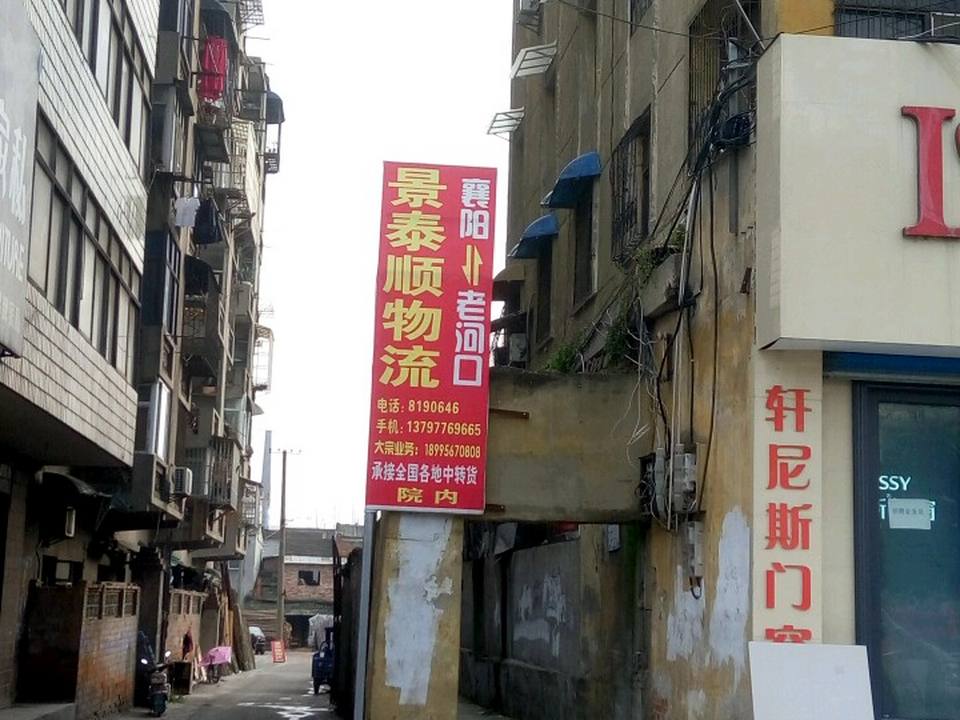 景泰顺物流
襄阳⇌老河口
电话：8190646
手机：13797769665
大宗业务：18995670808
承接全国各地中转货
院内
轩尼斯门窗
SSY